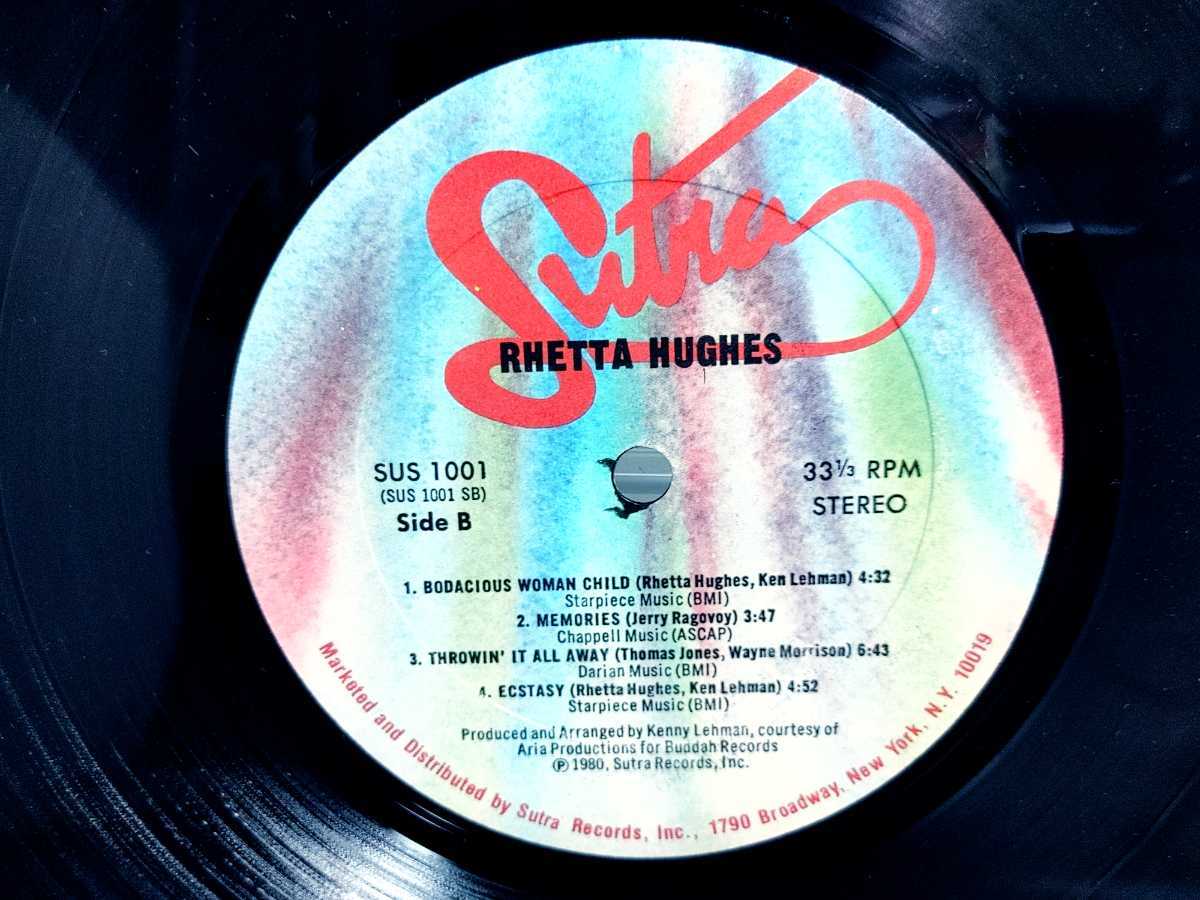 Sutra
RHETTA HUGHES
SUS 1001
(SUS 1001 SB)
Side B
33⅓ RPM
STEREO
1. BODACIOUS WOMAN CHILD (Rhetta Hughes, Ken Lehman) 4:32
Starpiece Music (BMI)
2. MEMORIES (Jerry Ragovoy) 3:47
Chappell Music (ASCAP)
3. THROWIN' IT ALL AWAY (Thomas Jones, Wayne Morrison) 6:43
Darian Music (BMI)
4. ECSTASY (Rhetta Hughes, Ken Lehman) 4:52
Starpiece Music (BMI)
Produced and Arranged by Kenny Lehman, courtesy of
Aria Productions for Buddah Records
Ⓟ 1980, Sutra Records, Inc.
Marketed and Distributed by Sutra Records, Inc., 1790 Broadway, New York, N.Y. 10019